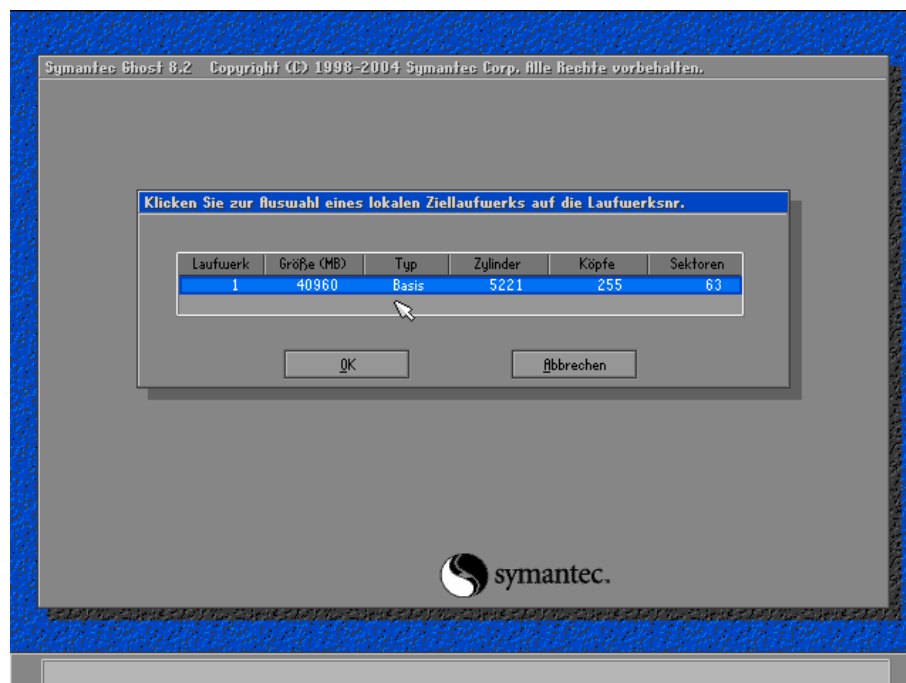 Symantec Ghost 8.2 Copyright (C) 1998-2004 Symantec Corp. Alle Rechte vorbehalten.
Klicken Sie zur Auswahl eines lokalen Ziellaufwerks auf die Laufwerksnr.
Laufwerk Größe (MB) Typ Zylinder Köpfe Sektoren
1 40960 Basis 5221 255 63
OK Abbrechen
symantec.